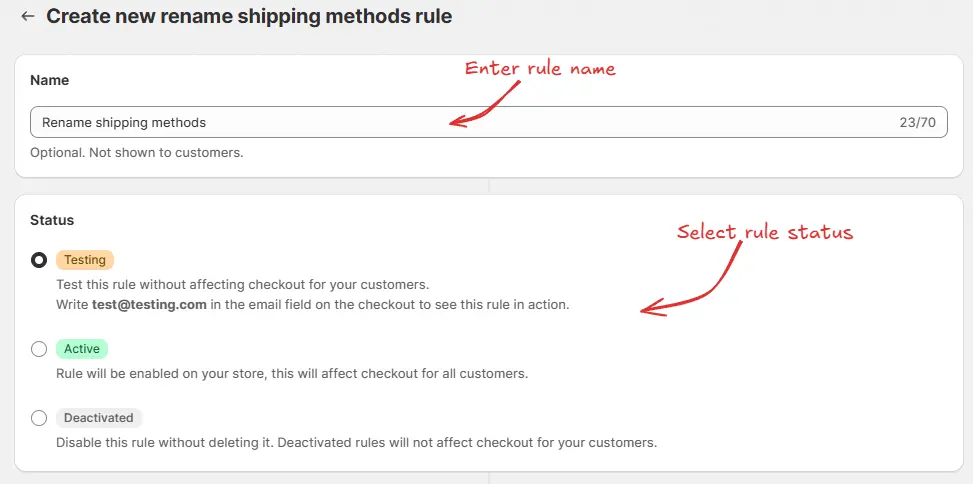 ← Create new rename shipping methods rule
Enter rule name
Name
Rename shipping methods 23/70
Optional. Not shown to customers.
Status
Select rule status
Testing
Test this rule without affecting checkout for your customers.
Write test@testing.com in the email field on the checkout to see this rule in action.
Active
Rule will be enabled on your store, this will affect checkout for all customers.
Deactivated
Disable this rule without deleting it. Deactivated rules will not affect checkout for your customers.